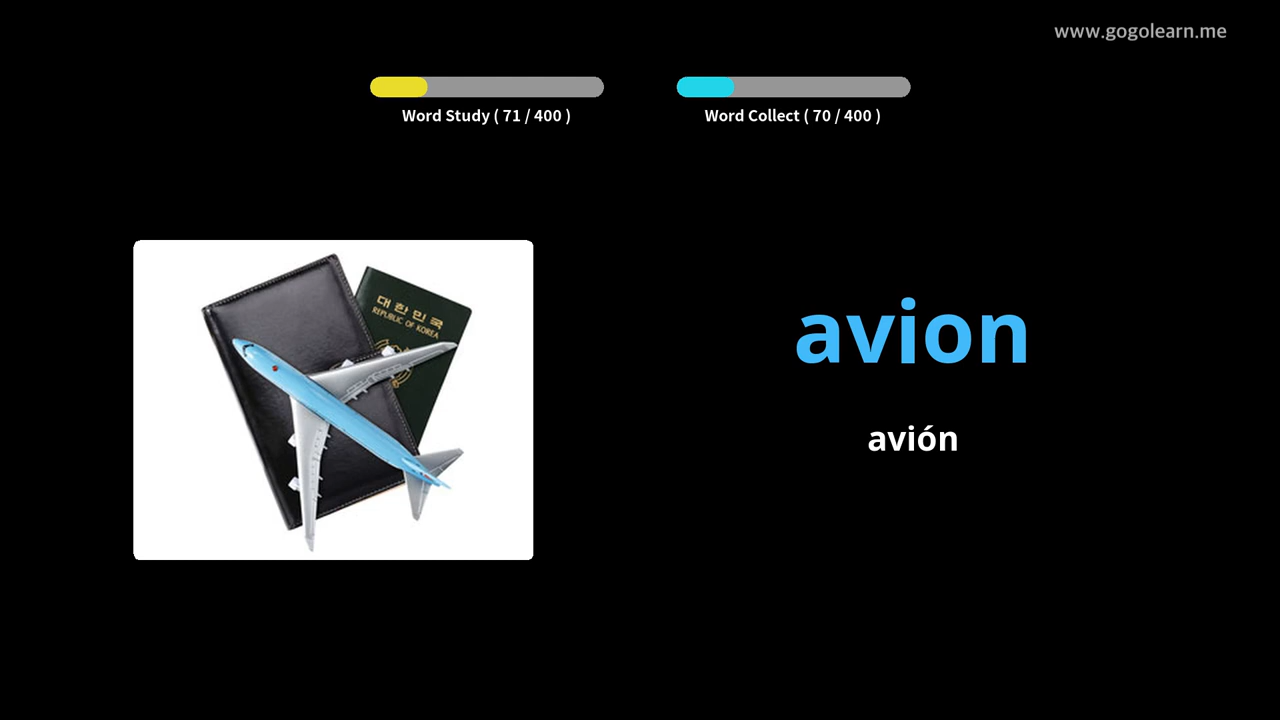 www.gogolearn.me
Word Study ( 71 / 400 )
Word Collect ( 70 / 400 )
대한민국
REPUBLIC OF KOREA
avion
avión